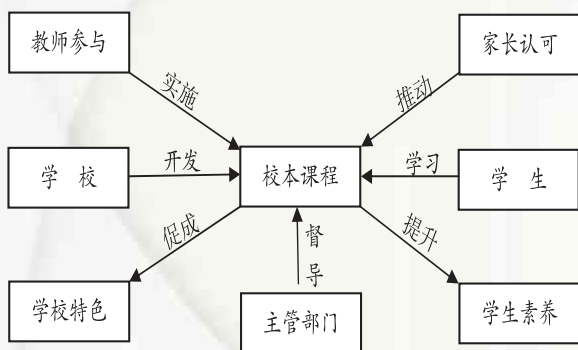 教师参与
家长认可
实施
推动
学 校
开发
校本课程
学习
学 生
促成
督
导
提升
学校特色
主管部门
学生素养